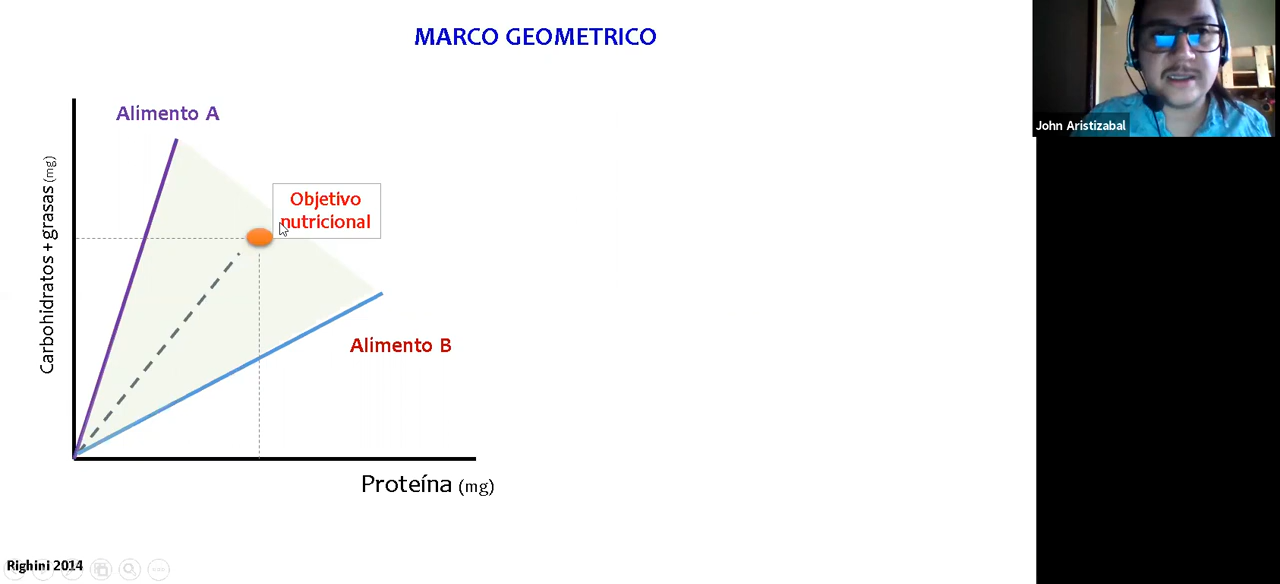 MARCO GEOMETRICO
John Aristizabal
Alimento A
Objetivo
nutricional
Carbohidratos + grasas (mg)
Alimento B
Proteína (mg)
Righini 2014